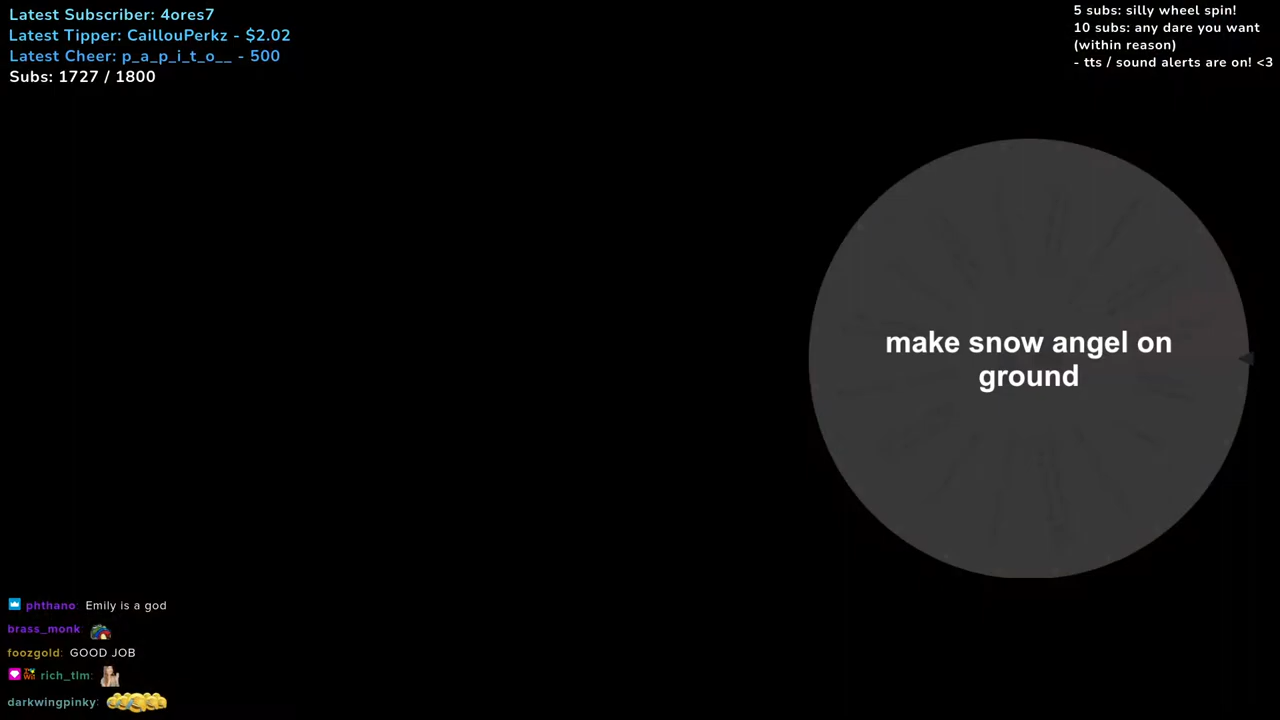 Latest Subscriber: 4ores7
Latest Tipper: CaillouPerkz - $2.02
Latest Cheer: p_a_p_i_t_o__ - 500
Subs: 1727 / 1800
5 subs: silly wheel spin!
10 subs: any dare you want
(within reason)
- tts / sound alerts are on! <3
make snow angel on
ground
phthano: Emily is a god
brass_monk
foozgold: GOOD JOB
rich_tlm:
darkwingpinky: